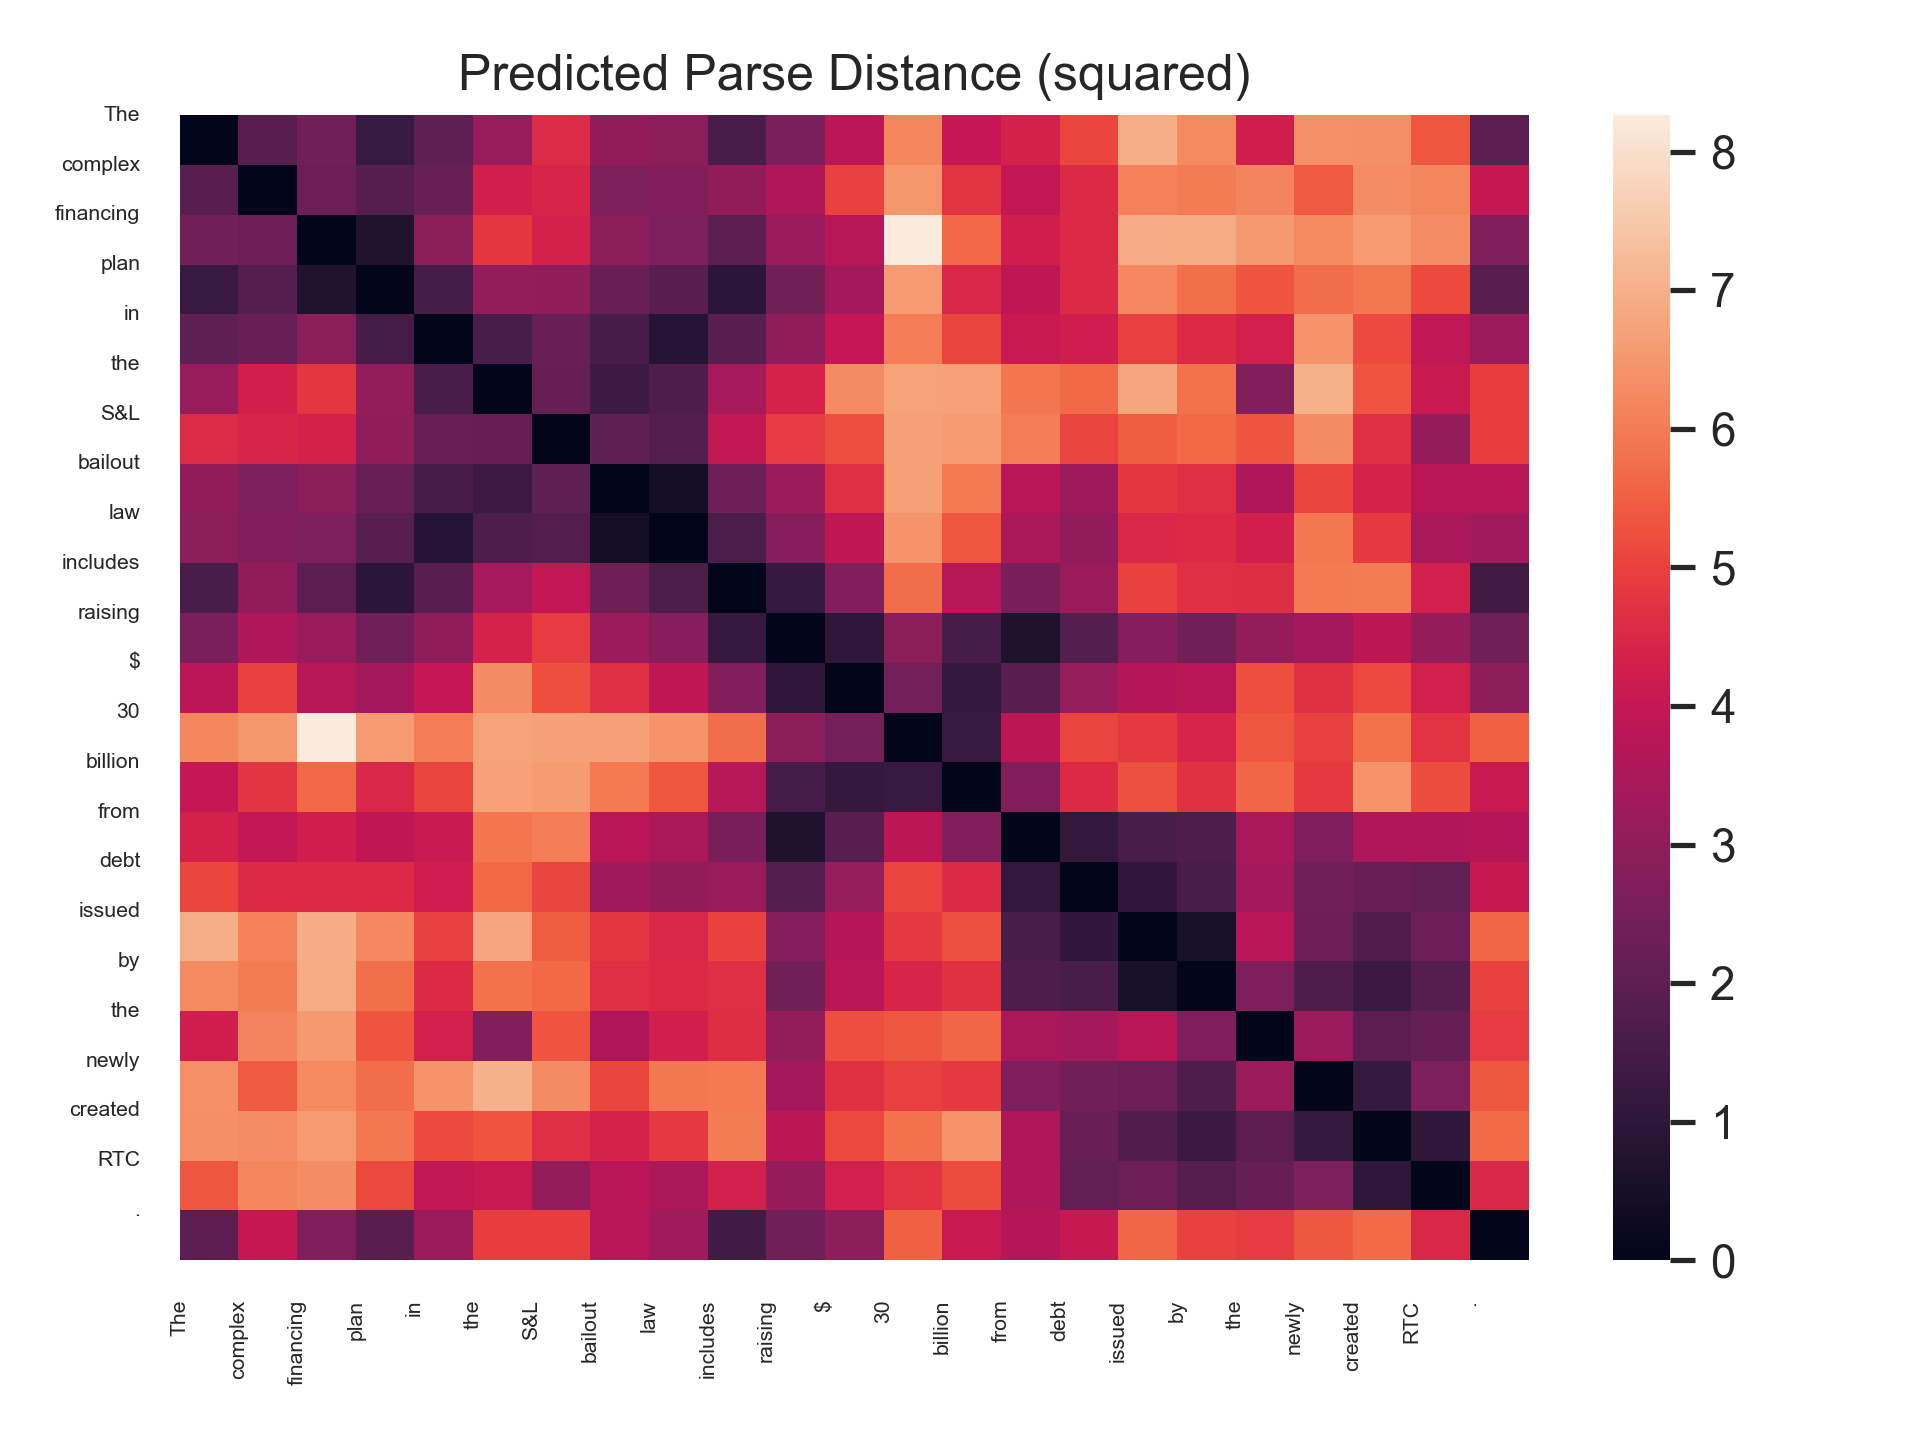 Predicted Parse Distance (squared)
The
complex
financing
plan
in
the
S&L
bailout
law
includes
raising
$
30
billion
from
debt
issued
by
the
newly
created
RTC
.
8
7
6
5
4
3
2
1
0
The
complex
financing
plan
in
the
S&L
bailout
law
includes
raising
$
30
billion
from
debt
issued
by
the
newly
created
RTC
.